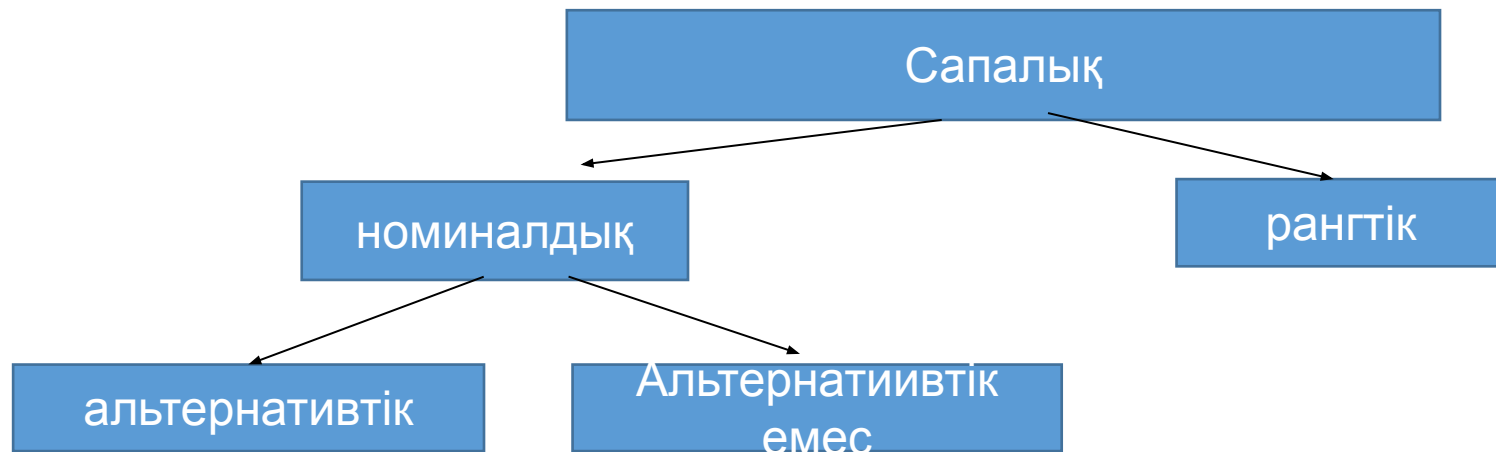 Сапалық
номиналдық
рангтік
альтернативтік
Альтернатиивтік
емес